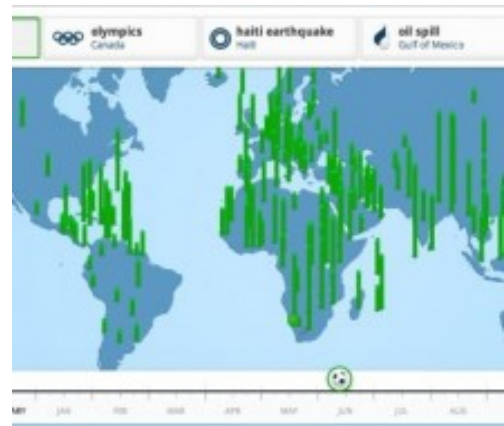 olympics
Canada
haiti earthquake
Haiti
oil spill
Gulf of Mexico
JAN
FEB
MAR
APR
MAY
JUN
JUL
AUG